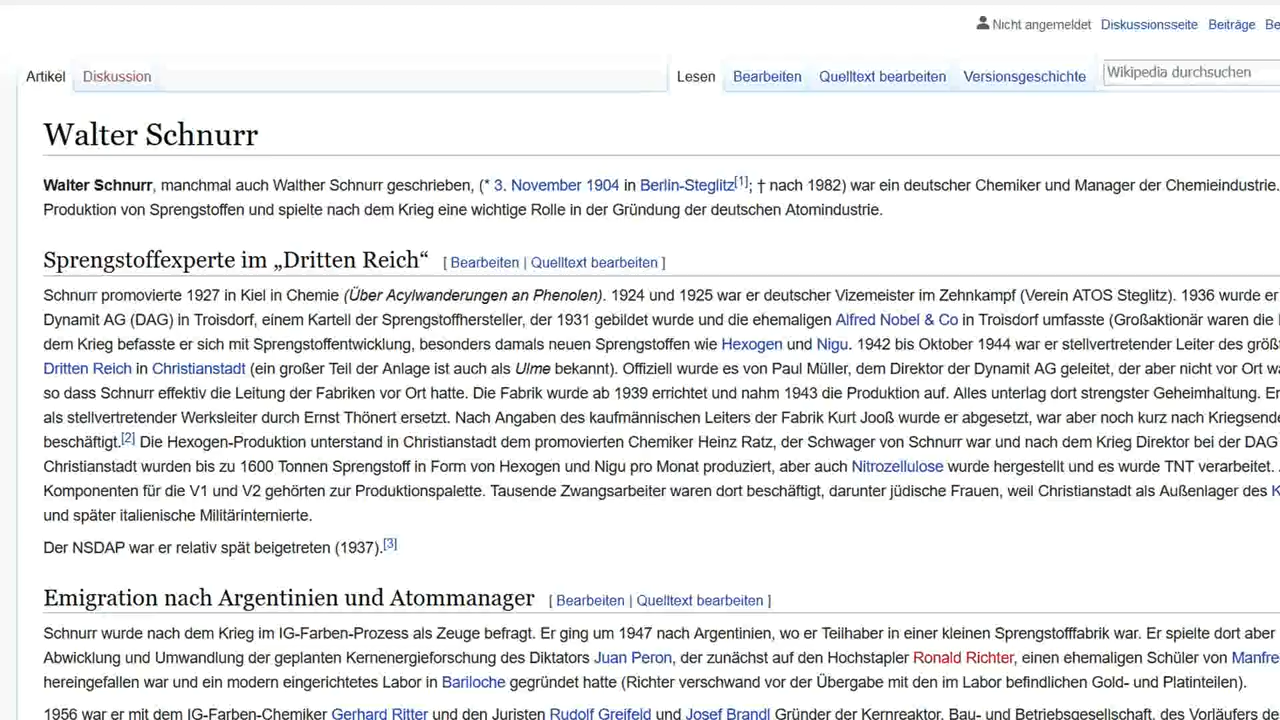 Nicht angemeldet Diskussionsseite Beiträge Be
Artikel Diskussion Lesen Bearbeiten Quelltext bearbeiten Versionsgeschichte Wikipedia durchsuchen
Walter Schnurr
Walter Schnurr, manchmal auch Walther Schnurr geschrieben, (* 3. November 1904 in Berlin-Steglitz[1]; † nach 1982) war ein deutscher Chemiker und Manager der Chemieindustrie.
Produktion von Sprengstoffen und spielte nach dem Krieg eine wichtige Rolle in der Gründung der deutschen Atomindustrie.
Sprengstoffexperte im „Dritten Reich“ [ Bearbeiten | Quelltext bearbeiten ]
Schnurr promovierte 1927 in Kiel in Chemie (Über Acylwanderungen an Phenolen). 1924 und 1925 war er deutscher Vizemeister im Zehnkampf (Verein ATOS Steglitz). 1936 wurde er
Dynamit AG (DAG) in Troisdorf, einem Kartell der Sprengstoffhersteller, der 1931 gebildet wurde und die ehemaligen Alfred Nobel & Co in Troisdorf umfasste (Großaktionär waren die
dem Krieg befasste er sich mit Sprengstoffentwicklung, besonders damals neuen Sprengstoffen wie Hexogen und Nigu. 1942 bis Oktober 1944 war er stellvertretender Leiter des größ
Dritten Reich in Christianstadt (ein großer Teil der Anlage ist auch als Ulme bekannt). Offiziell wurde es von Paul Müller, dem Direktor der Dynamit AG geleitet, der aber nicht vor Ort wa
so dass Schnurr effektiv die Leitung der Fabriken vor Ort hatte. Die Fabrik wurde ab 1939 errichtet und nahm 1943 die Produktion auf. Alles unterlag dort strengster Geheimhaltung. Er
als stellvertretender Werksleiter durch Ernst Thönert ersetzt. Nach Angaben des kaufmännischen Leiters der Fabrik Kurt Jooß wurde er abgesetzt, war aber noch kurz nach Kriegsende
beschäftigt.[2] Die Hexogen-Produktion unterstand in Christianstadt dem promovierten Chemiker Heinz Ratz, der Schwager von Schnurr war und nach dem Krieg Direktor bei der DAG
Christianstadt wurden bis zu 1600 Tonnen Sprengstoff in Form von Hexogen und Nigu pro Monat produziert, aber auch Nitrozellulose wurde hergestellt und es wurde TNT verarbeitet.
Komponenten für die V1 und V2 gehörten zur Produktionspalette. Tausende Zwangsarbeiter waren dort beschäftigt, darunter jüdische Frauen, weil Christianstadt als Außenlager des K
und später italienische Militärinternierte.
Der NSDAP war er relativ spät beigetreten (1937).[3]
Emigration nach Argentinien und Atommanager [ Bearbeiten | Quelltext bearbeiten ]
Schnurr wurde nach dem Krieg im IG-Farben-Prozess als Zeuge befragt. Er ging um 1947 nach Argentinien, wo er Teilhaber in einer kleinen Sprengstofffabrik war. Er spielte dort aber
Abwicklung und Umwandlung der geplanten Kernenergieforschung des Diktators Juan Peron, der zunächst auf den Hochstapler Ronald Richter, einen ehemaligen Schüler von Manfre
hereingefallen war und ein modern eingerichtetes Labor in Bariloche gegründet hatte (Richter verschwand vor der Übergabe mit den im Labor befindlichen Gold- und Platinteilen).
1956 war er mit dem IG-Farben-Chemiker Gerhard Ritter und den Juristen Rudolf Greifeld und Josef Brandl Gründer der Kernreaktor, Bau- und Betriebsgesellschaft, des Vorläufers de